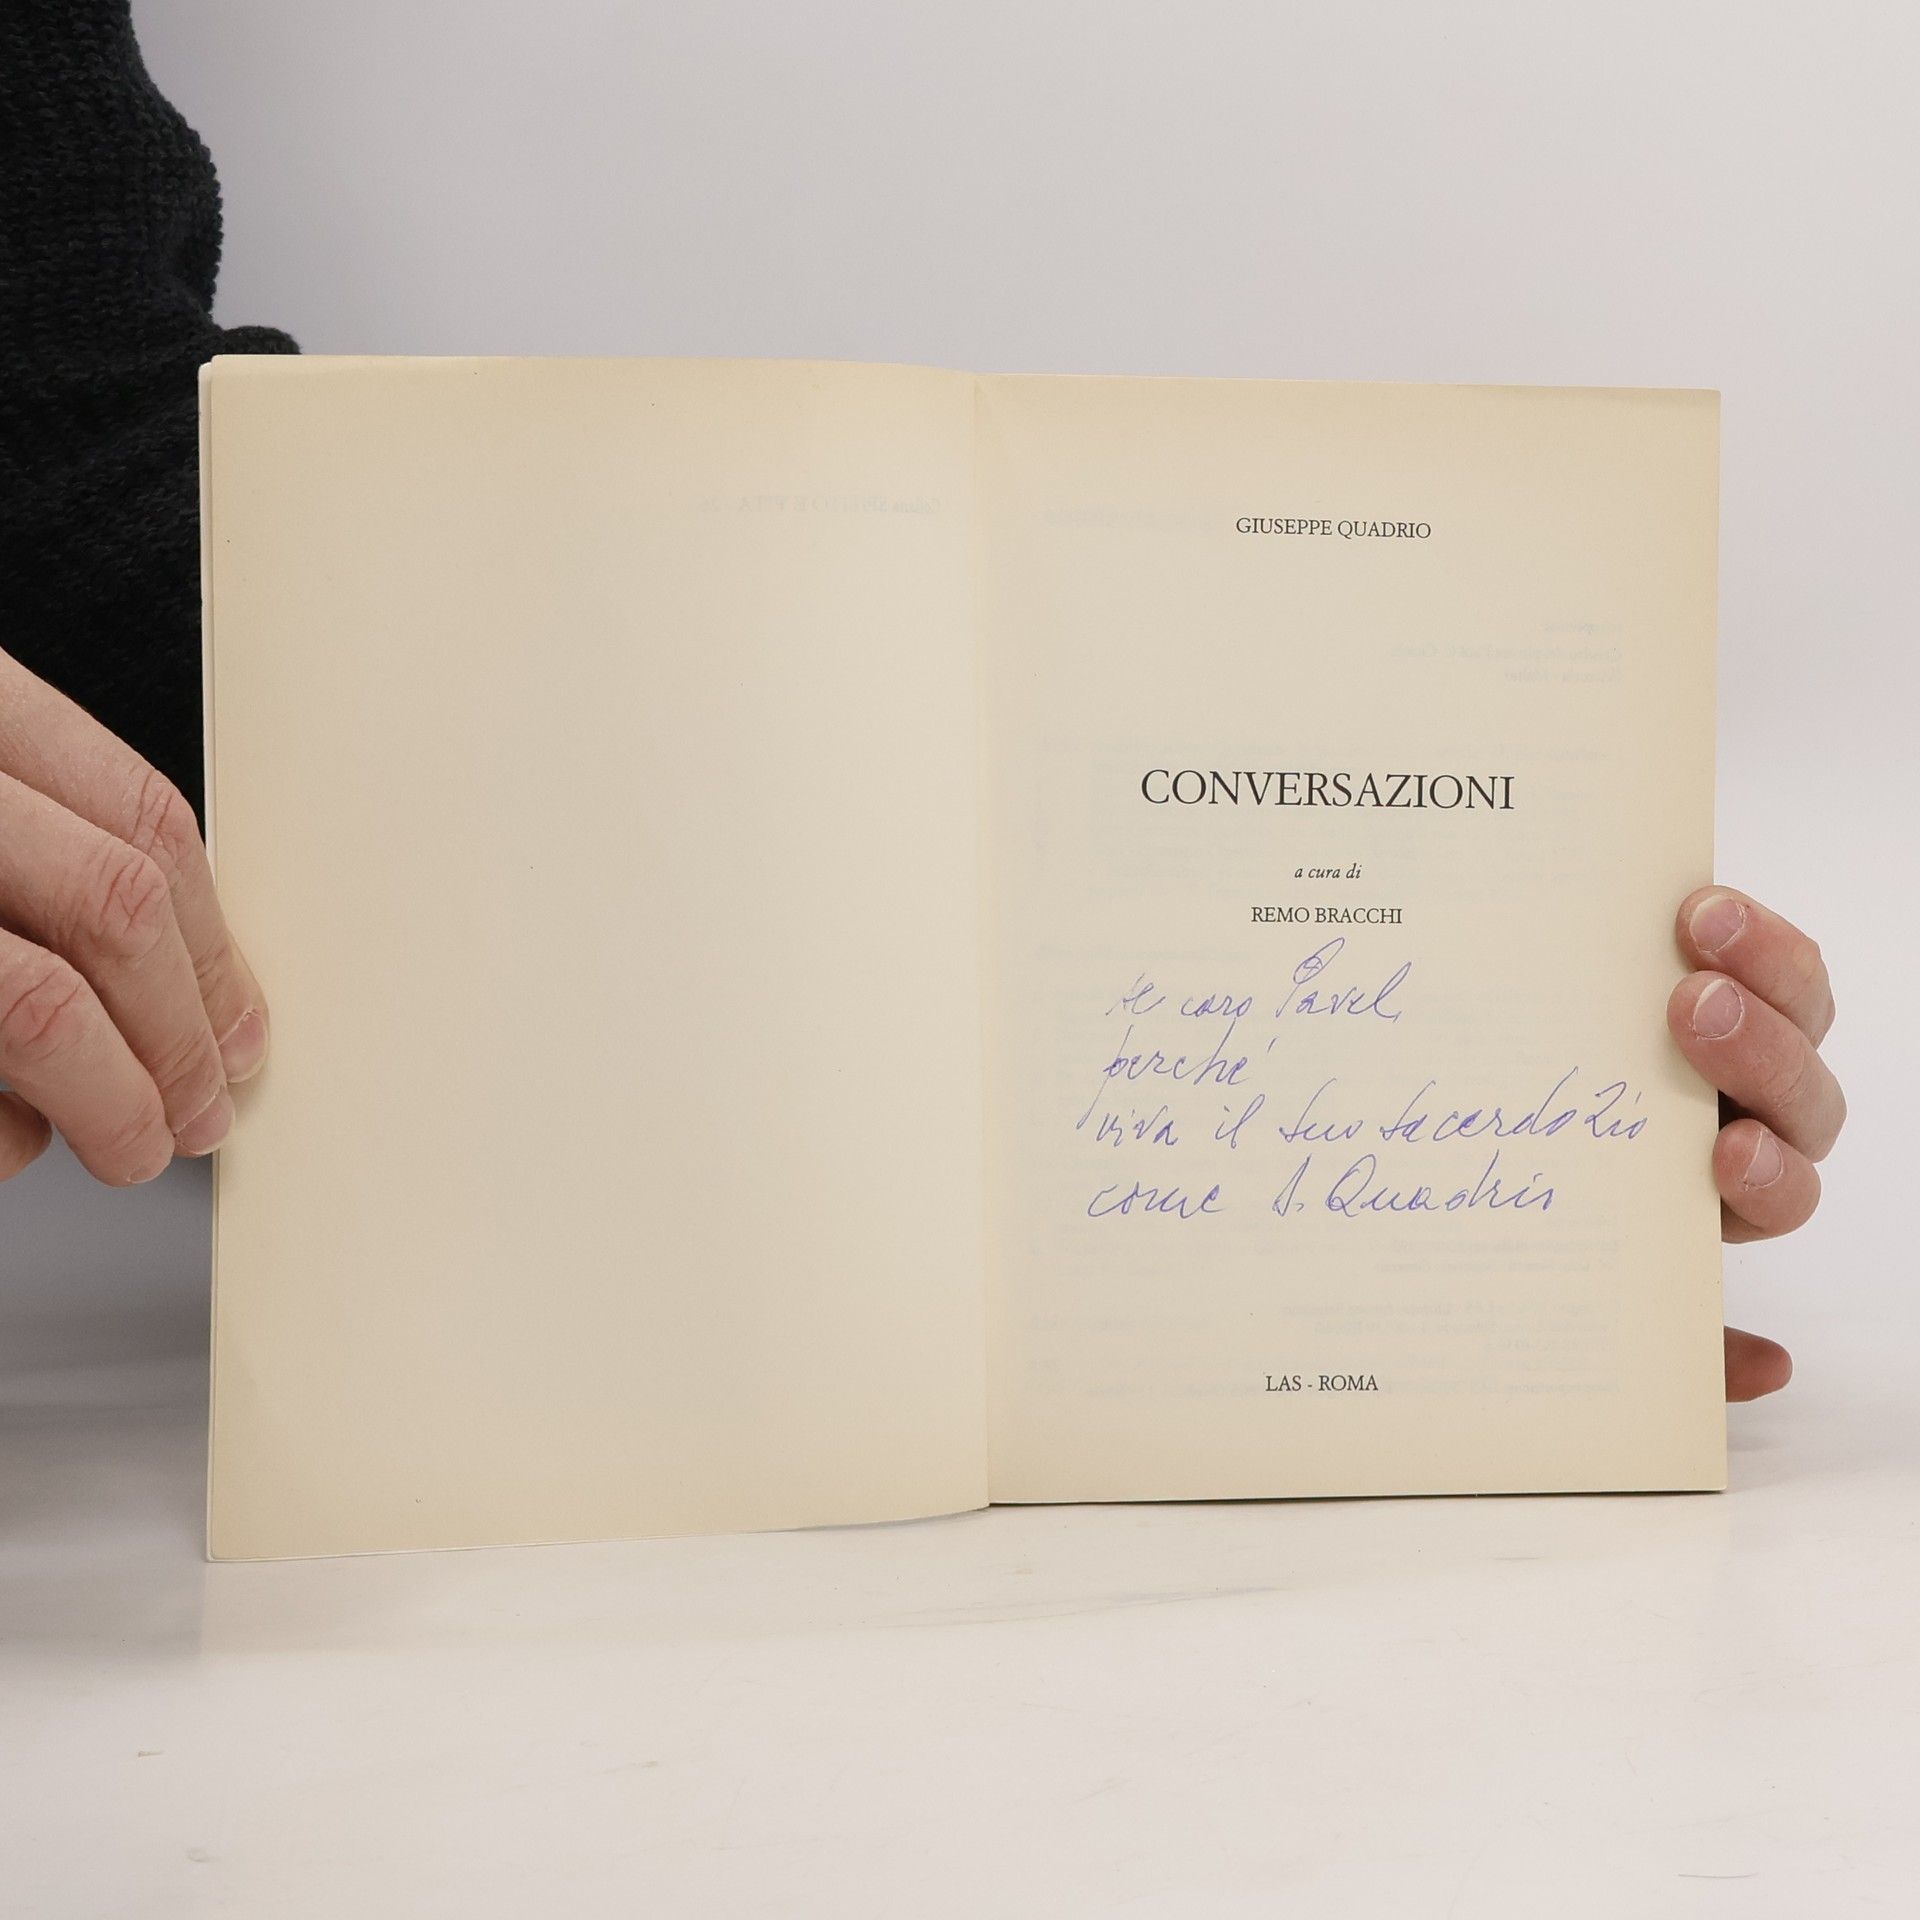 GIUSEPPE QUADRIO
CONVERSAZIONI
a cura di
REMO BRACCHI
Al caro Pavel,
perché
viva il suo sacerdozio
come d. Quadrio
LAS - ROMA